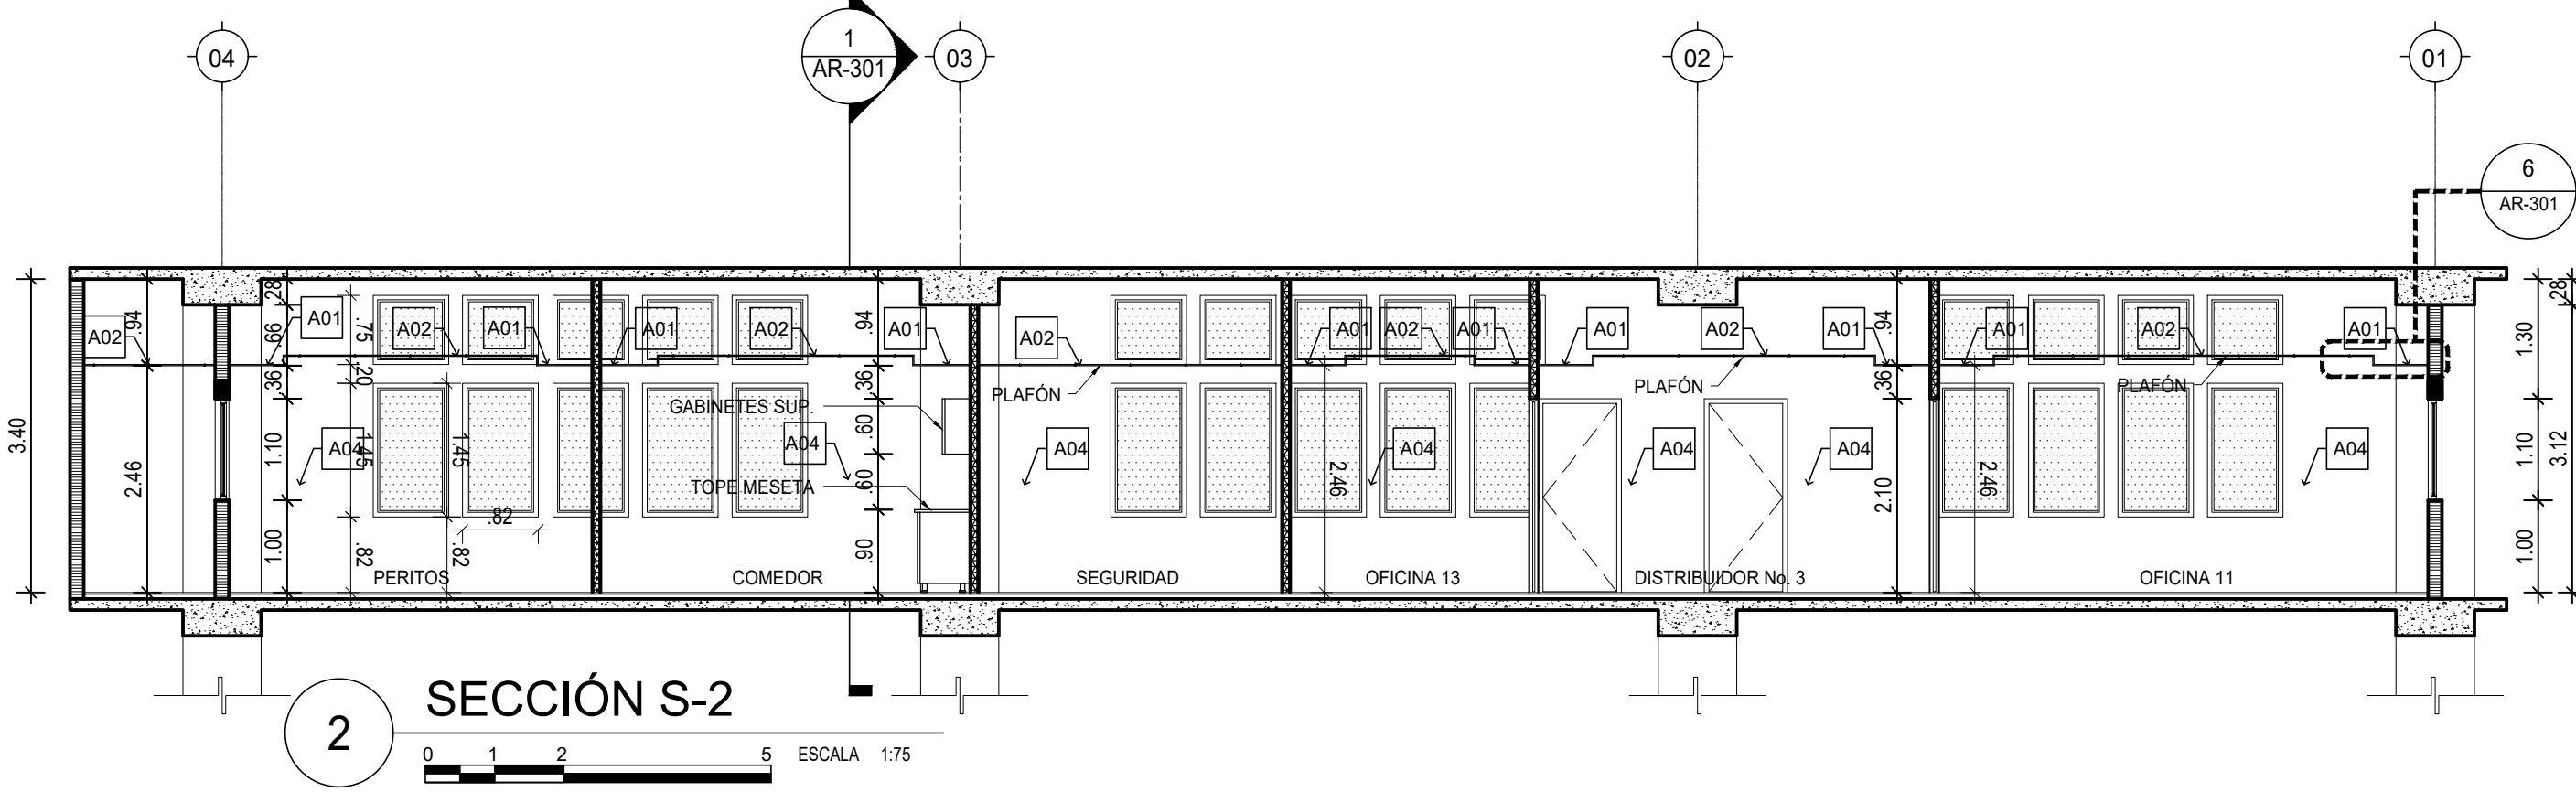 04
1
AR-301
03
02
01
6
AR-301
3.40
A02
.94
2.46
.28
.66
.36
1.10
1.00
A01
.75
.20
1.45
.82
A04
A02
1.45
.82
.82
A01
PERITOS
A01
A02
GABINETES SUP.
A04
TOPE MESETA
COMEDOR
.94
.36
.60
.60
.90
A01
A02
PLAFÓN
A04
SEGURIDAD
A01
A02
A01
2.46
A04
OFICINA 13
A01
A02
A01
.94
PLAFÓN
.36
A04
A04
2.10
DISTRIBUIDOR No. 3
A01
A02
A01
PLAFÓN
2.46
A04
OFICINA 11
1.30
1.10
1.00
.28
3.12
2
SECCIÓN S-2
0 1 2 5 ESCALA 1:75